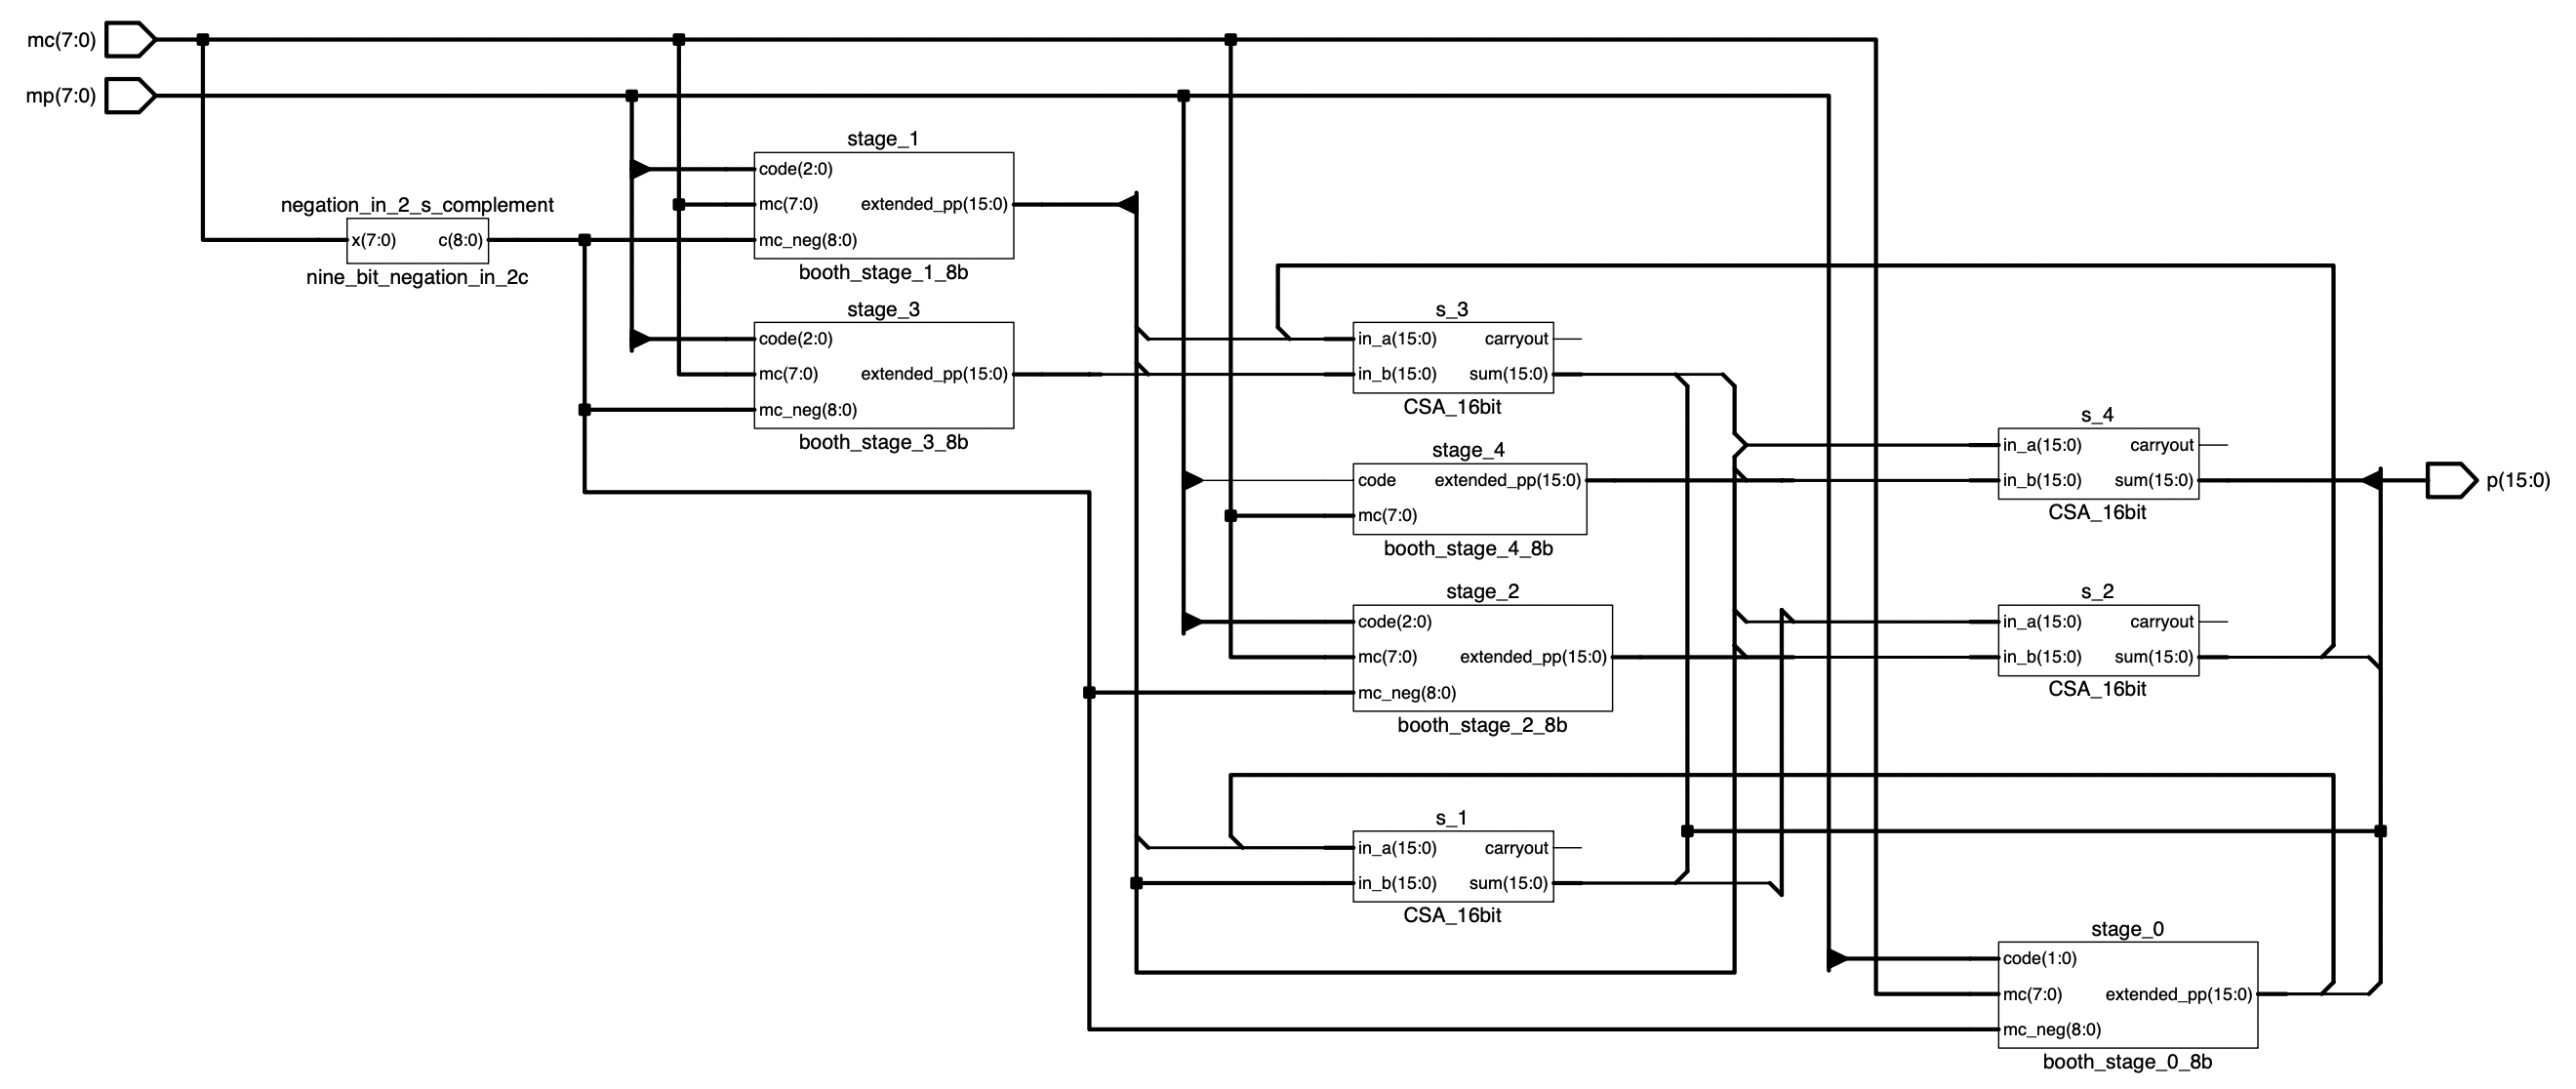 mc(7:0)
mp(7:0)
negation_in_2_s_complement
x(7:0) c(8:0)
nine_bit_negation_in_2c
stage_1
code(2:0)
mc(7:0) extended_pp(15:0)
mc_neg(8:0)
booth_stage_1_8b
stage_3
code(2:0)
mc(7:0) extended_pp(15:0)
mc_neg(8:0)
booth_stage_3_8b
s_3
in_a(15:0) carryout
in_b(15:0) sum(15:0)
CSA_16bit
stage_4
code extended_pp(15:0)
mc(7:0)
booth_stage_4_8b
stage_2
code(2:0)
mc(7:0) extended_pp(15:0)
mc_neg(8:0)
booth_stage_2_8b
s_1
in_a(15:0) carryout
in_b(15:0) sum(15:0)
CSA_16bit
s_4
in_a(15:0) carryout
in_b(15:0) sum(15:0)
CSA_16bit
s_2
in_a(15:0) carryout
in_b(15:0) sum(15:0)
CSA_16bit
stage_0
code(1:0)
mc(7:0) extended_pp(15:0)
mc_neg(8:0)
booth_stage_0_8b
p(15:0)